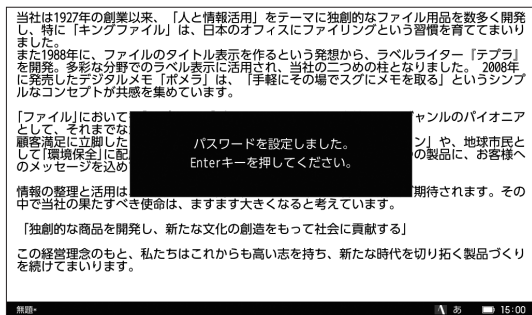 当社は1927年の創業以来、「人と情報活用」をテーマに独創的なファイル用品を数多く開発
し、特に「キングファイル」は、日本のオフィスにファイリングという習慣を育ててまいり
ました。
また1988年に、ファイルのタイトル表示を作るという発想から、ラベルライター『テプラ』
を開発。多彩な分野でのラベル表示に活用され、当社の二つめの柱となりました。 2008年
に発売したデジタルメモ「ポメラ」は、「手軽にその場でスグにメモを取る」というシンプ
ルなコンセプトが共感を集めています。
「ファイル」において
ャンルのパイオニア
として、それまでな
顧客満足に立脚した
ン」や、地球市民と
して「環境保全」に配
の製品に、お客様へ
のメッセージを込め
パスワードを設定しました。
Enterキーを押してください。
情報の整理と活用は
期待されます。その
中で当社の果たすべき使命は、ますます大きくなると考えています。
「独創的な商品を開発し、新たな文化の創造をもって社会に貢献する」
この経営理念のもと、私たちはこれからも高い志を持ち、新たな時代を切り拓く製品づくり
を続けてまいります。
無題* A あ 15:00